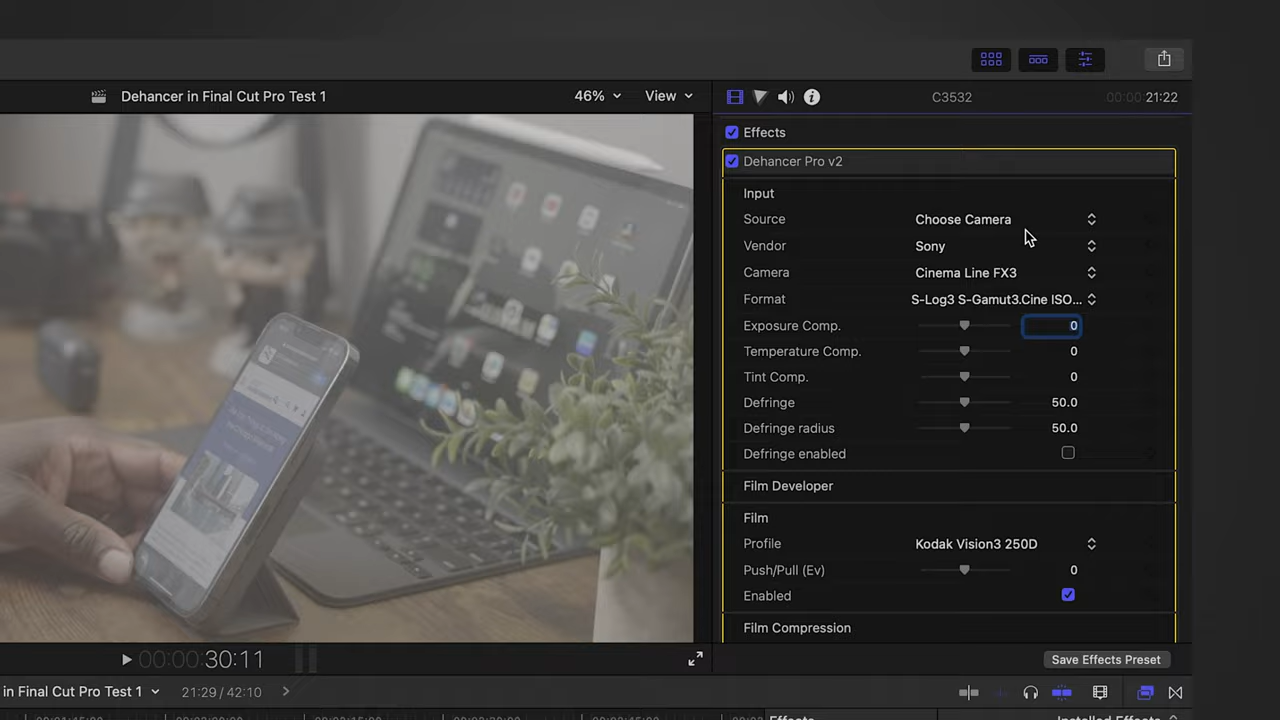 Dehancer in Final Cut Pro Test 1
46%
View
C3532
00:00:21:22
Effects
Dehancer Pro v2
Input
Source
Choose Camera
Vendor
Sony
Camera
Cinema Line FX3
Format
S-Log3 S-Gamut3.Cine ISO...
Exposure Comp.
0
Temperature Comp.
0
Tint Comp.
0
Defringe
50.0
Defringe radius
50.0
Defringe enabled
Film Developer
Film
Profile
Kodak Vision3 250D
Push/Pull (Ev)
0
Enabled
Film Compression
00:00:30:11
Save Effects Preset
in Final Cut Pro Test 1
21:29 / 42:10
Effects
Installed Effects